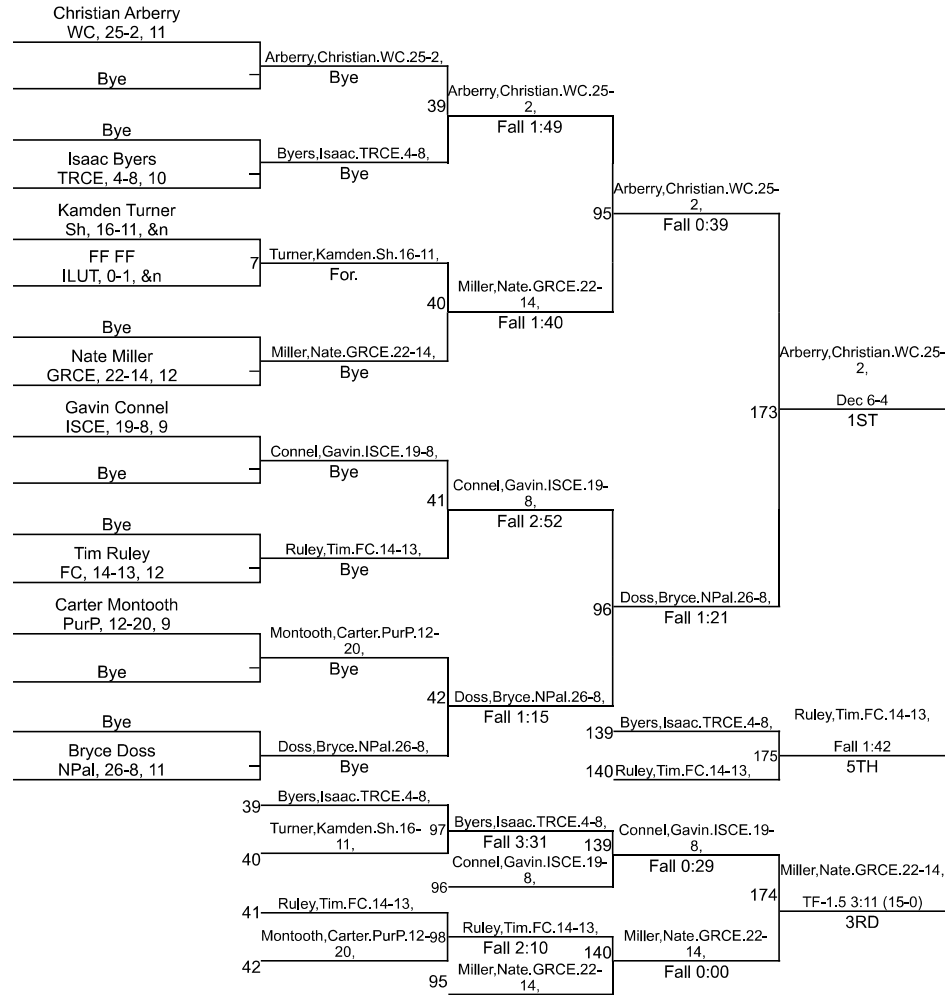 Christian Arberry
WC, 25-2, 11
Bye
Arberry,Christian.WC.25-2,
Bye
39
Arberry,Christian.WC.25-
2,
Fall 1:49
Bye
Isaac Byers
TRCE, 4-8, 10
Byers,Isaac.TRCE.4-8,
Bye
95
Arberry,Christian.WC.25-
2,
Fall 0:39
Kamden Turner
Sh, 16-11, &n
FF FF
ILUT, 0-1, &n
7
Turner,Kamden.Sh.16-11,
For.
40
Miller,Nate.GRCE.22-
14,
Fall 1:40
Bye
Nate Miller
GRCE, 22-14, 12
Miller,Nate.GRCE.22-14,
Bye
173
Arberry,Christian.WC.25-
2,
Dec 6-4
1ST
Gavin Connel
ISCE, 19-8, 9
Bye
Connel,Gavin.ISCE.19-8,
Bye
41
Connel,Gavin.ISCE.19-
8,
Fall 2:52
Bye
Tim Ruley
FC, 14-13, 12
Ruley,Tim.FC.14-13,
Bye
96
Doss,Bryce.NPal.26-8,
Fall 1:21
Carter Montooth
PurP, 12-20, 9
Bye
Montooth,Carter.PurP.12-
20,
Bye
42
Doss,Bryce.NPal.26-8,
Fall 1:15
Bye
Bryce Doss
NPal, 26-8, 11
Doss,Bryce.NPal.26-8,
Bye
139
Byers,Isaac.TRCE.4-8,
140
Ruley,Tim.FC.14-13,
175
Ruley,Tim.FC.14-13,
Fall 1:42
5TH
39
Byers,Isaac.TRCE.4-8,
40
Turner,Kamden.Sh.16-
11,
97
Byers,Isaac.TRCE.4-8,
Fall 3:31
96
Connel,Gavin.ISCE.19-
8,
139
Connel,Gavin.ISCE.19-
8,
Fall 0:29
41
Ruley,Tim.FC.14-13,
42
Montooth,Carter.PurP.12-
20,
98
Ruley,Tim.FC.14-13,
Fall 2:10
95
Miller,Nate.GRCE.22-
14,
140
Miller,Nate.GRCE.22-
14,
Fall 0:00
174
Miller,Nate.GRCE.22-14,
TF-1.5 3:11 (15-0)
3RD